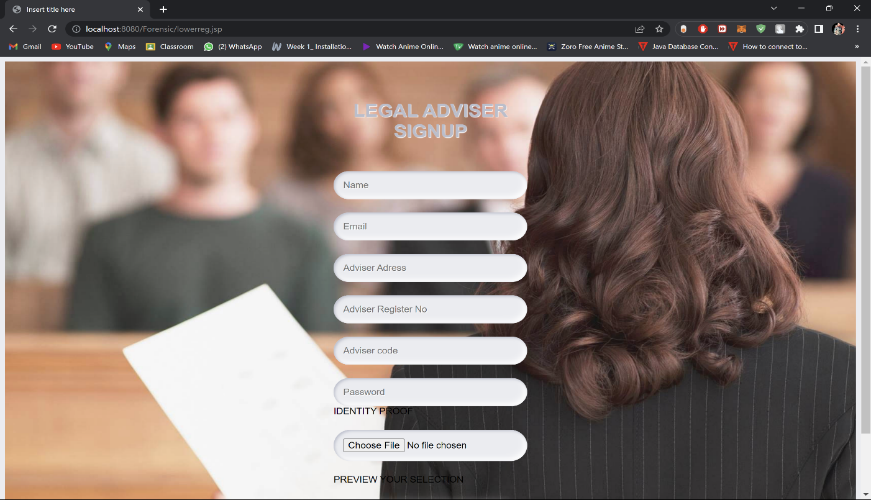 Insert title here
localhost:8080/Forensic/lowerreg.jsp
Gmail YouTube Maps Classroom (2) WhatsApp Week 1_ Installatio... Watch Anime Onlin... Watch anime online... Zoro Free Anime St... Java Database Con... How to connect to... »
LEGAL ADVISER
SIGNUP
Name
Email
Adviser Adress
Adviser Register No
Adviser code
Password
IDENTITY PROOF
Choose File No file chosen
PREVIEW YOUR SELECTION